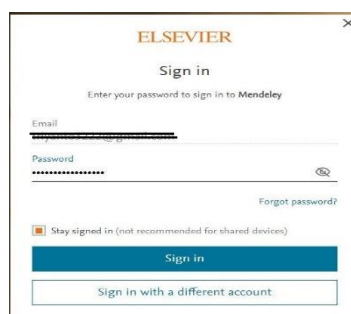 ELSEVIER
Sign in
Enter your password to sign in to Mendeley
Email
Password
•••••••••••••••••
Forgot password?
Stay signed in (not recommended for shared devices)
Sign in
Sign in with a different account